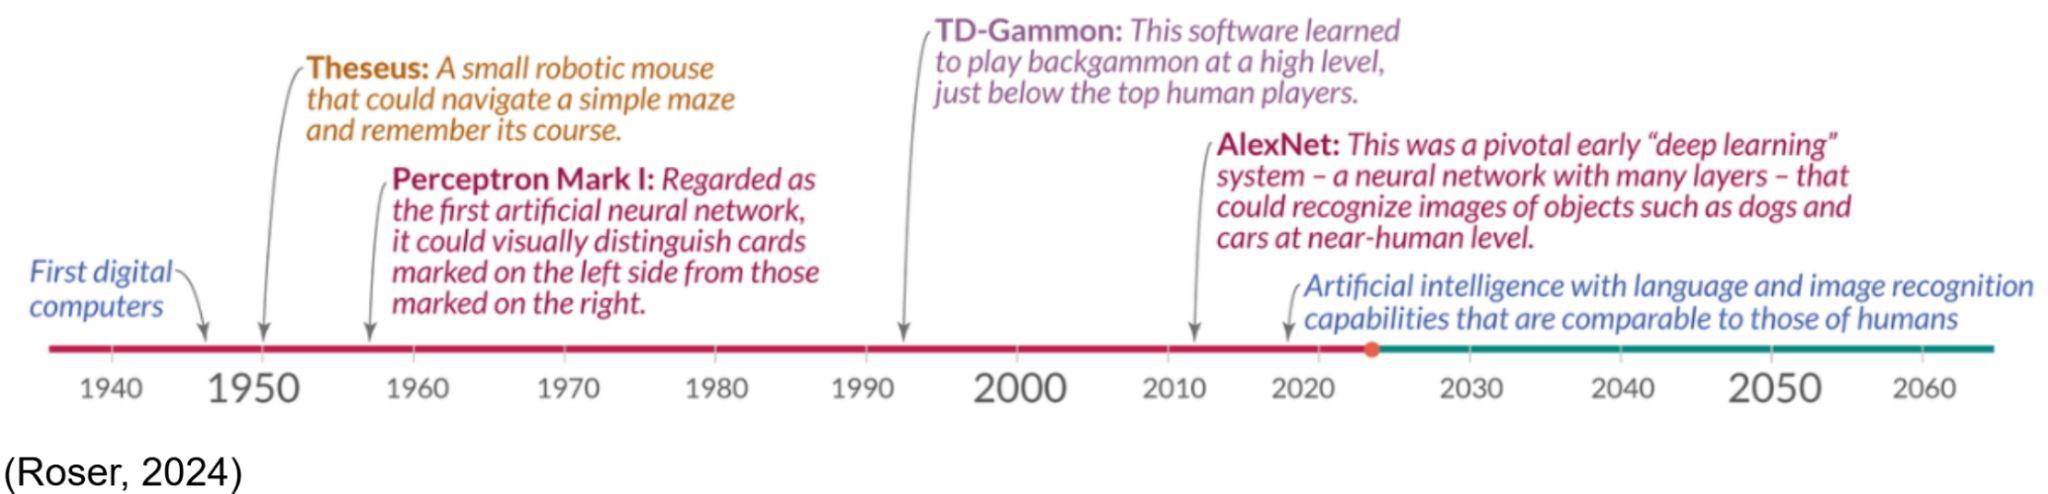 TD-Gammon: This software learned
to play backgammon at a high level,
just below the top human players.
Theseus: A small robotic mouse
that could navigate a simple maze
and remember its course.
AlexNet: This was a pivotal early “deep learning”
system – a neural network with many layers – that
could recognize images of objects such as dogs and
cars at near-human level.
Perceptron Mark I: Regarded as
the first artificial neural network,
it could visually distinguish cards
marked on the left side from those
marked on the right.
First digital
computers
Artificial intelligence with language and image recognition
capabilities that are comparable to those of humans
1940 1950 1960 1970 1980 1990 2000 2010 2020 2030 2040 2050 2060
(Roser, 2024)